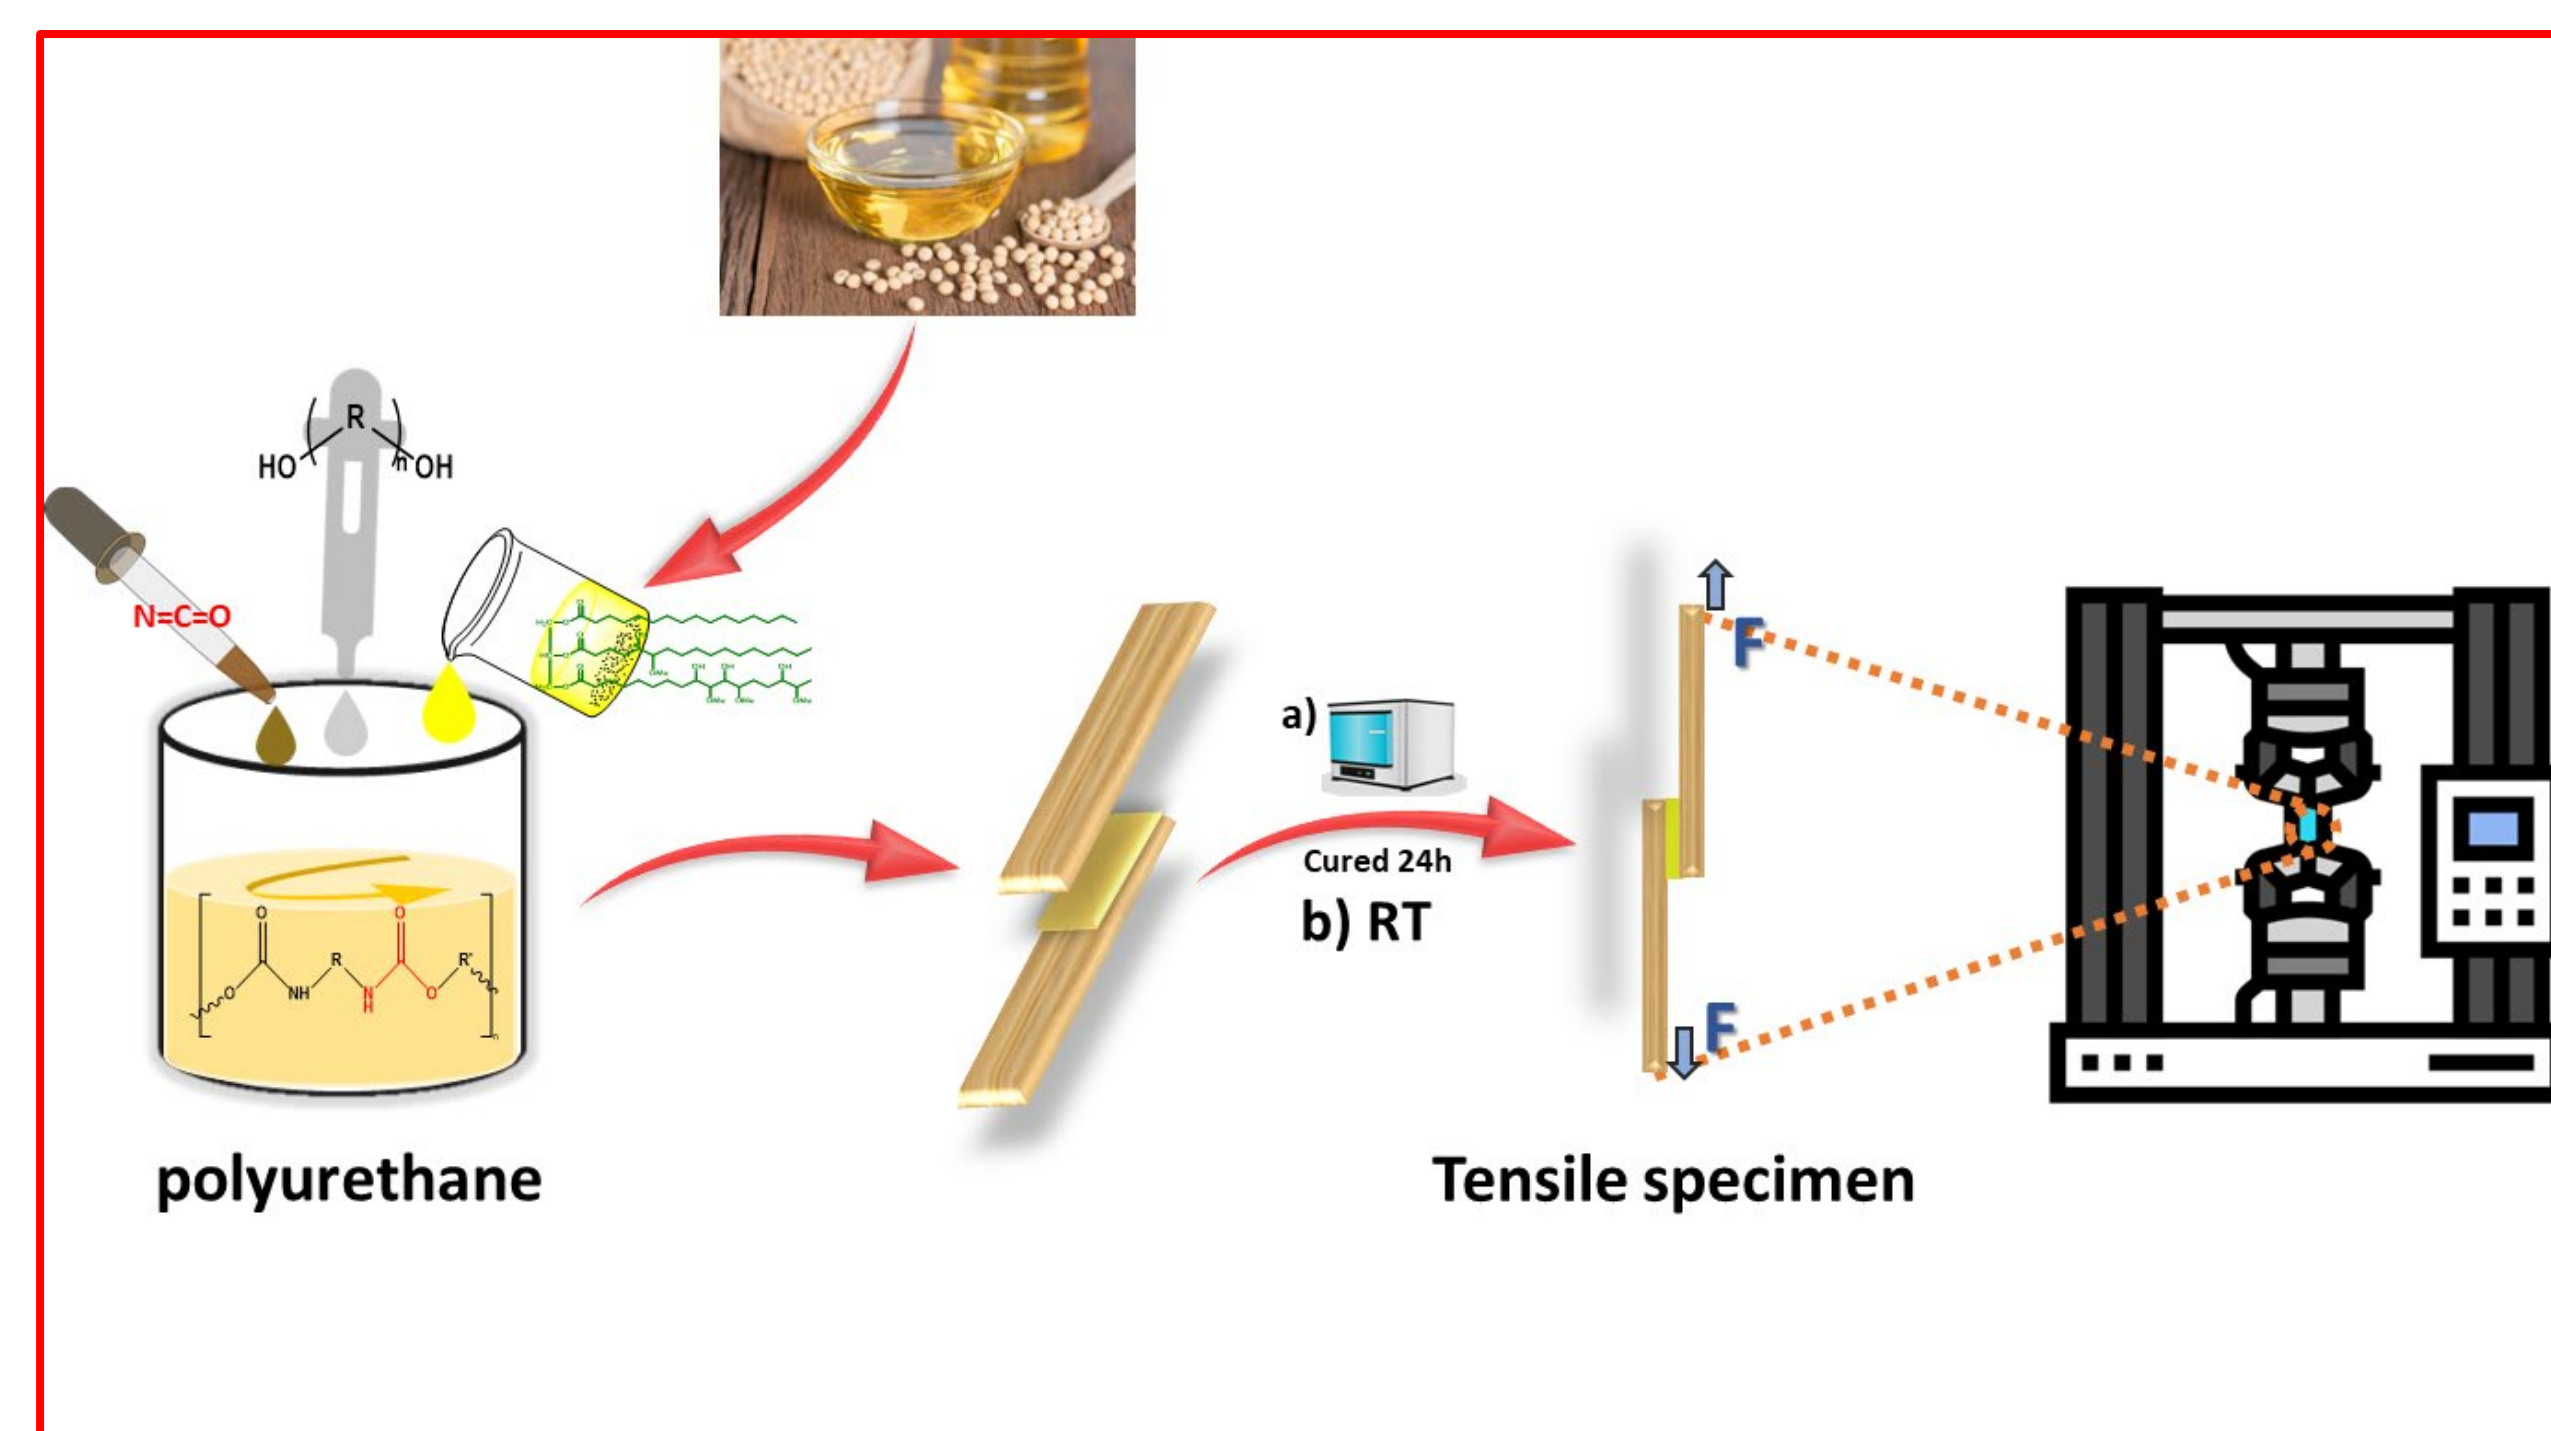 R
HO
n
OH
N=C=O
O
O
NH
R
N
H
O
O
R'
n
polyurethane
a)
Cured 24h
b) RT
F
F
Tensile specimen